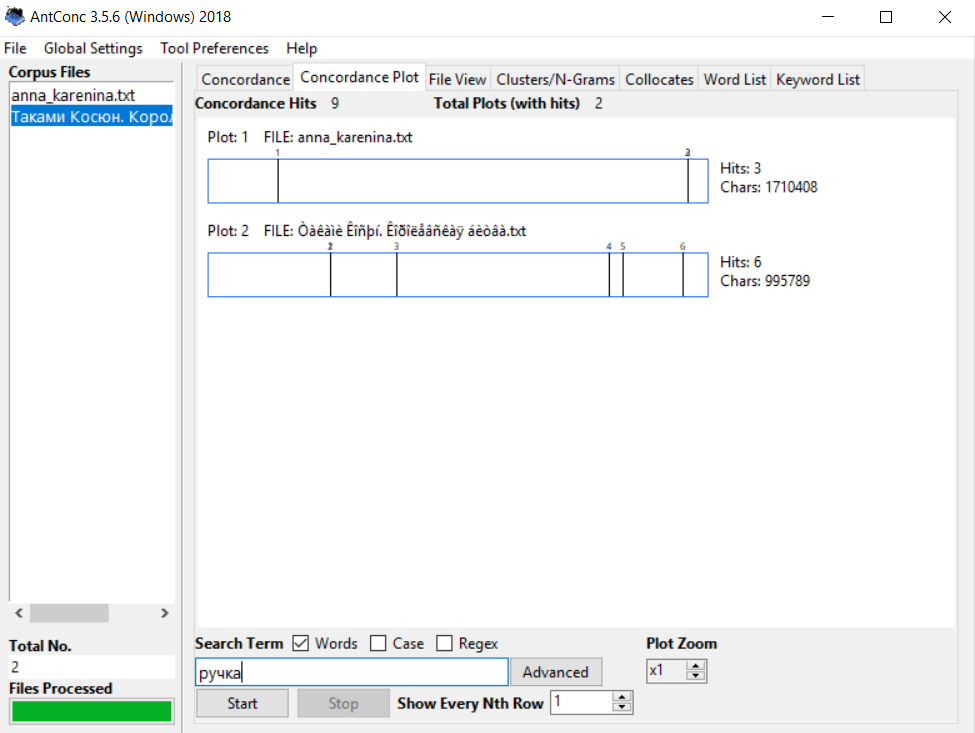 AntConc 3.5.6 (Windows) 2018
File Global Settings Tool Preferences Help
Corpus Files
anna_karenina.txt
Таками Косюн. Корол
Total No.
2
Files Processed
Concordance Concordance Plot File View Clusters/N-Grams Collocates Word List Keyword List
Concordance Hits 9 Total Plots (with hits) 2
Plot: 1 FILE: anna_karenina.txt
1 2
Hits: 3
Chars: 1710408
Plot: 2 FILE: Òàêàìè Êîñþí. Êîðîëåâñêàÿ áèòâà.txt
2 3 4 5 6
Hits: 6
Chars: 995789
Search Term Words Case Regex Plot Zoom
ручка Advanced x1
Start Stop Show Every Nth Row 1